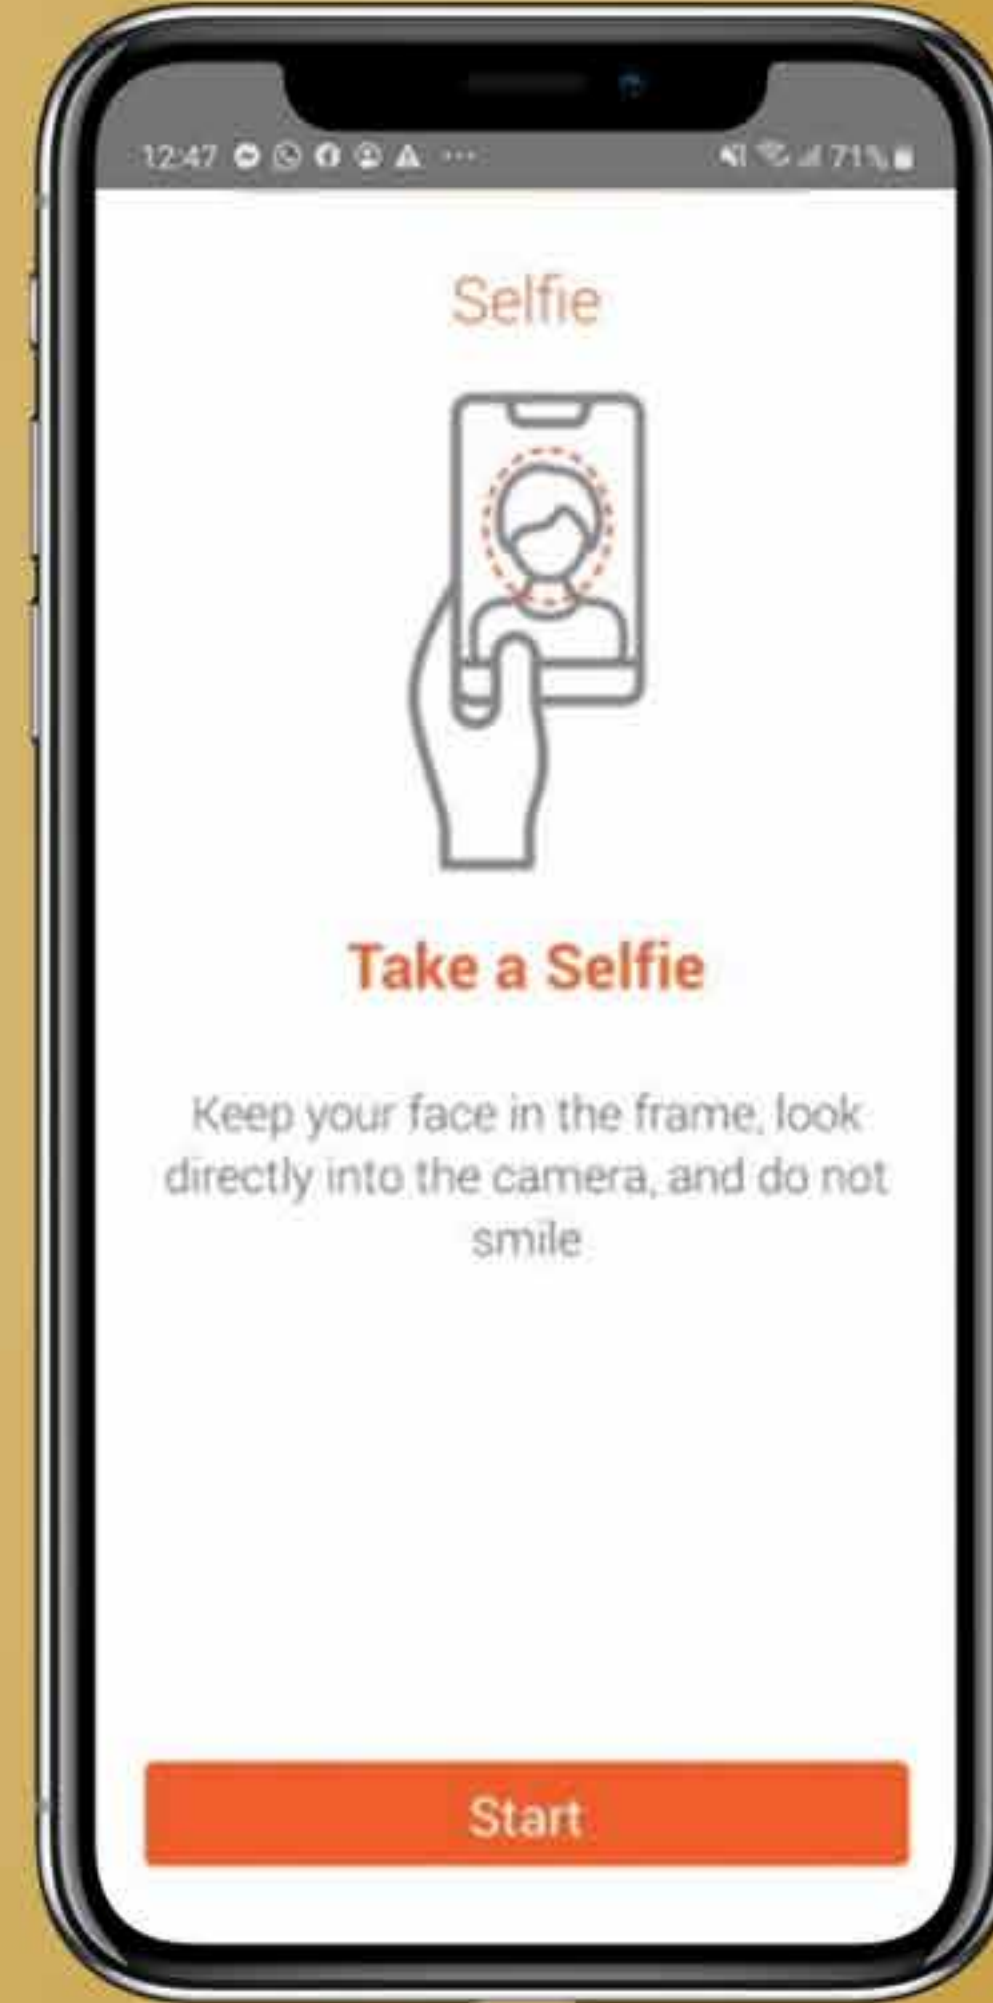 12:47 71%
Selfie
Take a Selfie
Keep your face in the frame, look
directly into the camera, and do not
smile
Start